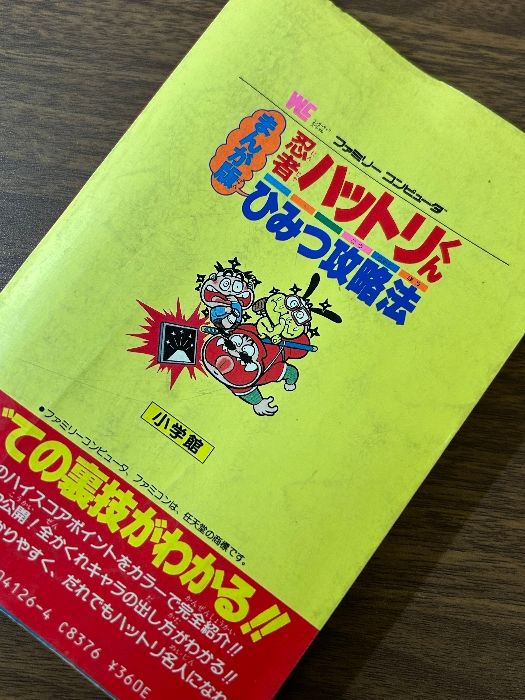 ファミリー コンピュータ
まんが版
忍者ハットリくん
ひみつ攻略法
小学館
●ファミリーコンピュータ、ファミコンは、任天堂の商標です。
ての裏技がわかる!!
のハイスコアポイントをカラーで完全紹介!!
公開!全かくれキャラの出し方がわかる!!
かりやすく、だれでもハットリ名人になれ
04126-4 C8376 ¥360E